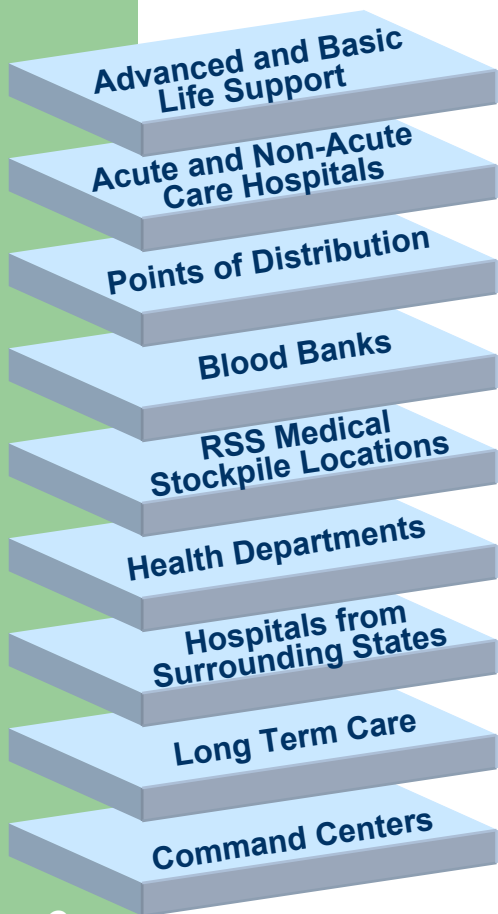 Advanced and Basic
Life Support
Acute and Non-Acute
Care Hospitals
Points of Distribution
Blood Banks
RSS Medical
Stockpile Locations
Health Departments
Hospitals from
Surrounding States
Long Term Care
Command Centers